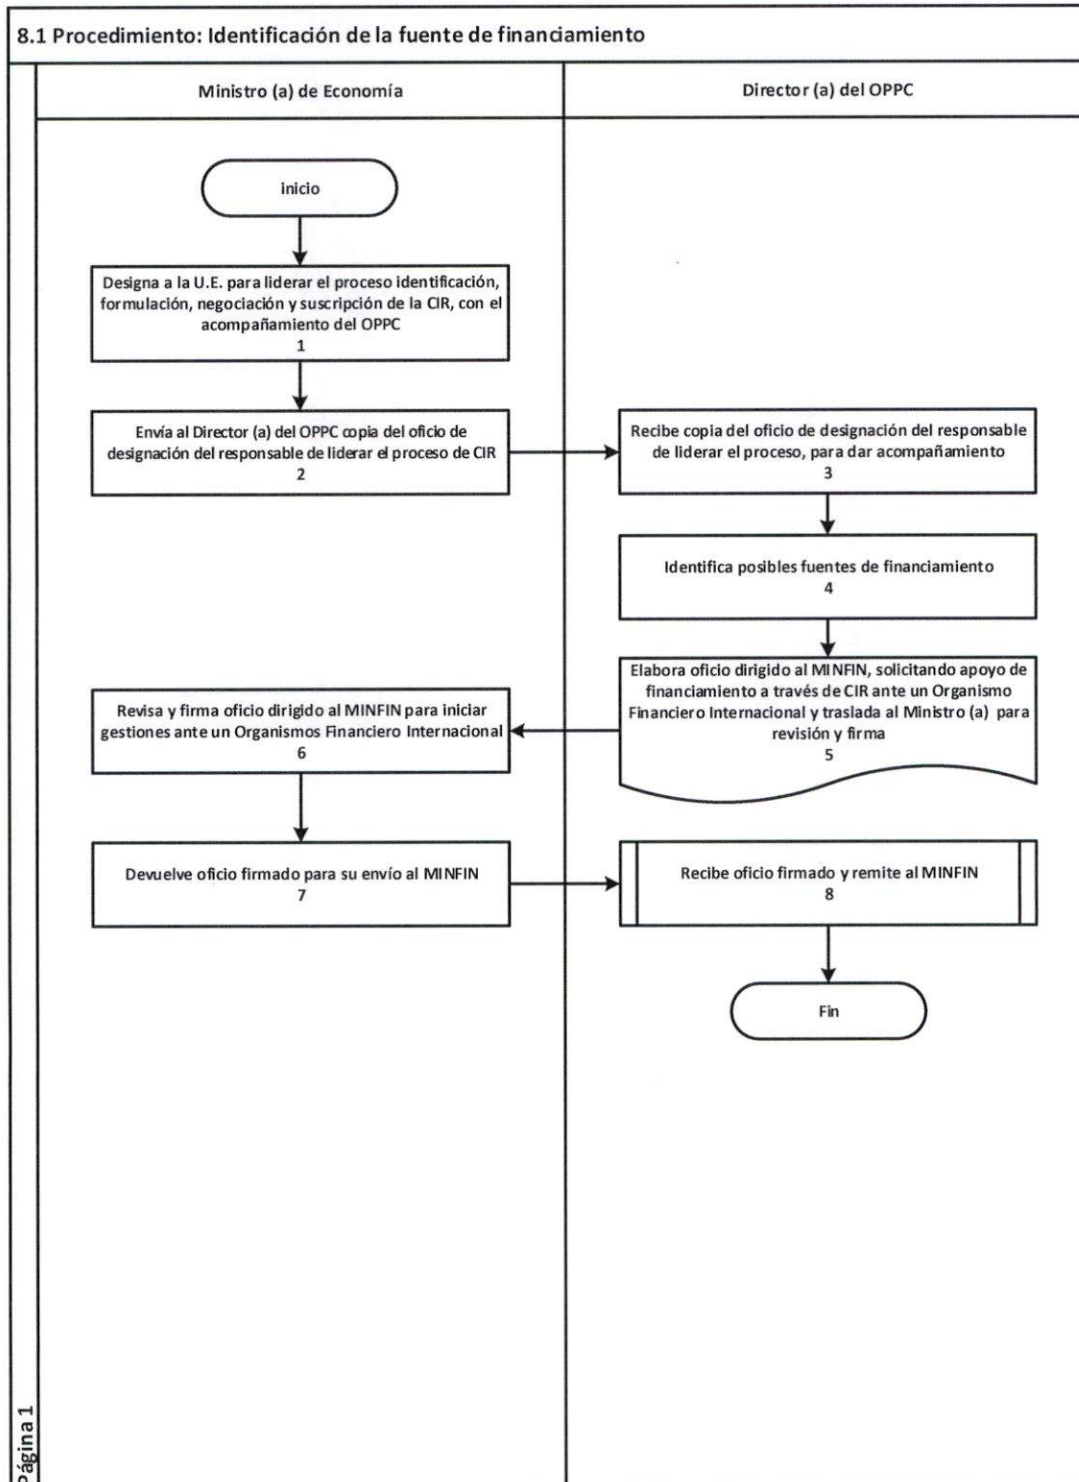 8.1 Procedimiento: Identificación de la fuente de financiamiento
Ministro (a) de Economía
Director (a) del OPPC
inicio
Designa a la U.E. para liderar el proceso identificación,
formulación, negociación y suscripción de la CIR, con el
acompañamiento del OPPC
1
Envía al Director (a) del OPPC copia del oficio de
designación del responsable de liderar el proceso de CIR
2
Recibe copia del oficio de designación del responsable
de liderar el proceso, para dar acompañamiento
3
Identifica posibles fuentes de financiamiento
4
Elabora oficio dirigido al MINFIN, solicitando apoyo de
financiamiento a través de CIR ante un Organismo
Financiero Internacional y traslada al Ministro (a) para
revisión y firma
5
Revisa y firma oficio dirigido al MINFIN para iniciar
gestiones ante un Organismos Financiero Internacional
6
Devuelve oficio firmado para su envío al MINFIN
7
Recibe oficio firmado y remite al MINFIN
8
Fin
Página 1